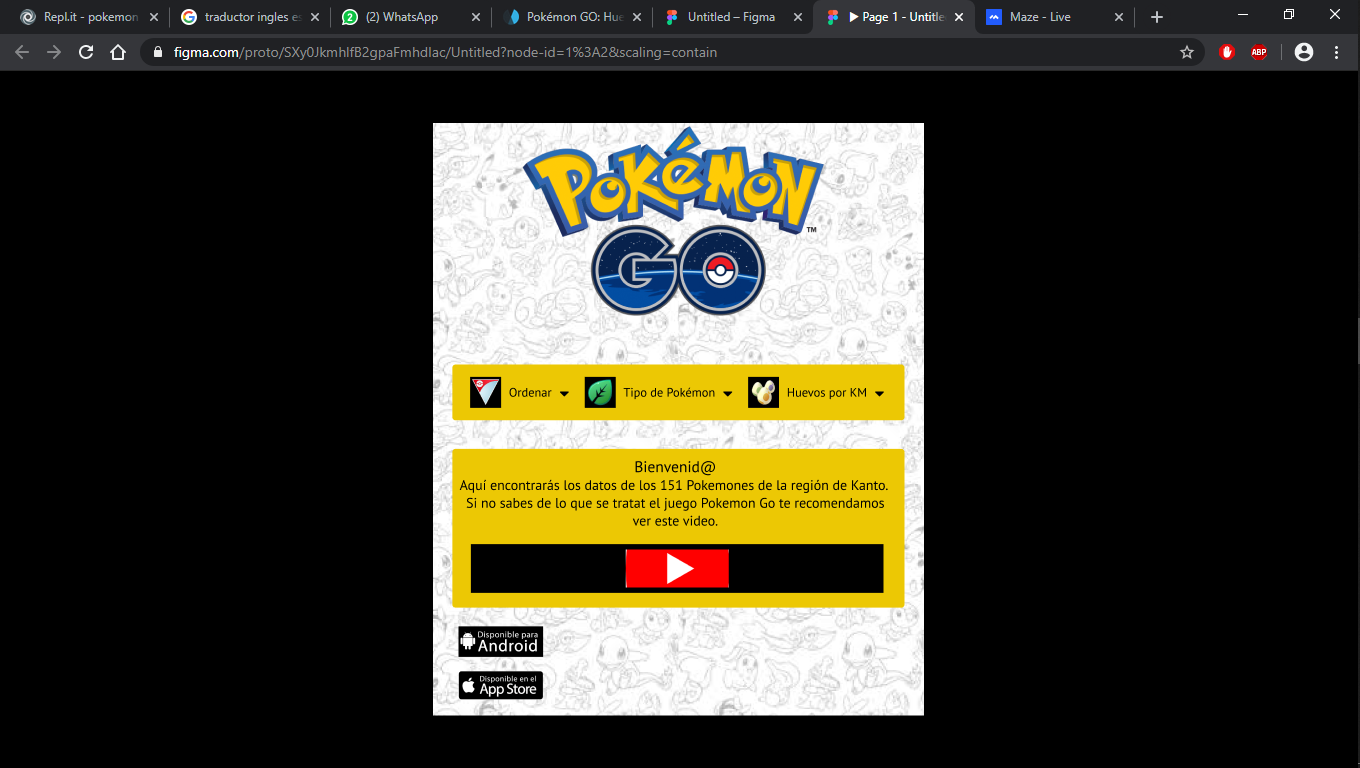 Repl.it - pokemon
traductor ingles es
(2) WhatsApp
Pokémon GO: Hue
Untitled – Figma
Page 1 - Untitle
Maze - Live
figma.com/proto/SXy0JkmhlfB2gpaFmhdIac/Untitled?node-id=1%3A2&scaling=contain
ABP
POKéMON
TM
GO
Ordenar
Tipo de Pokémon
Huevos por KM
Bienvenid@
Aquí encontrarás los datos de los 151 Pokemones de la región de Kanto.
Si no sabes de lo que se tratat el juego Pokemon Go te recomendamos
ver este video.
Disponible para
Android
Disponible en el
App Store